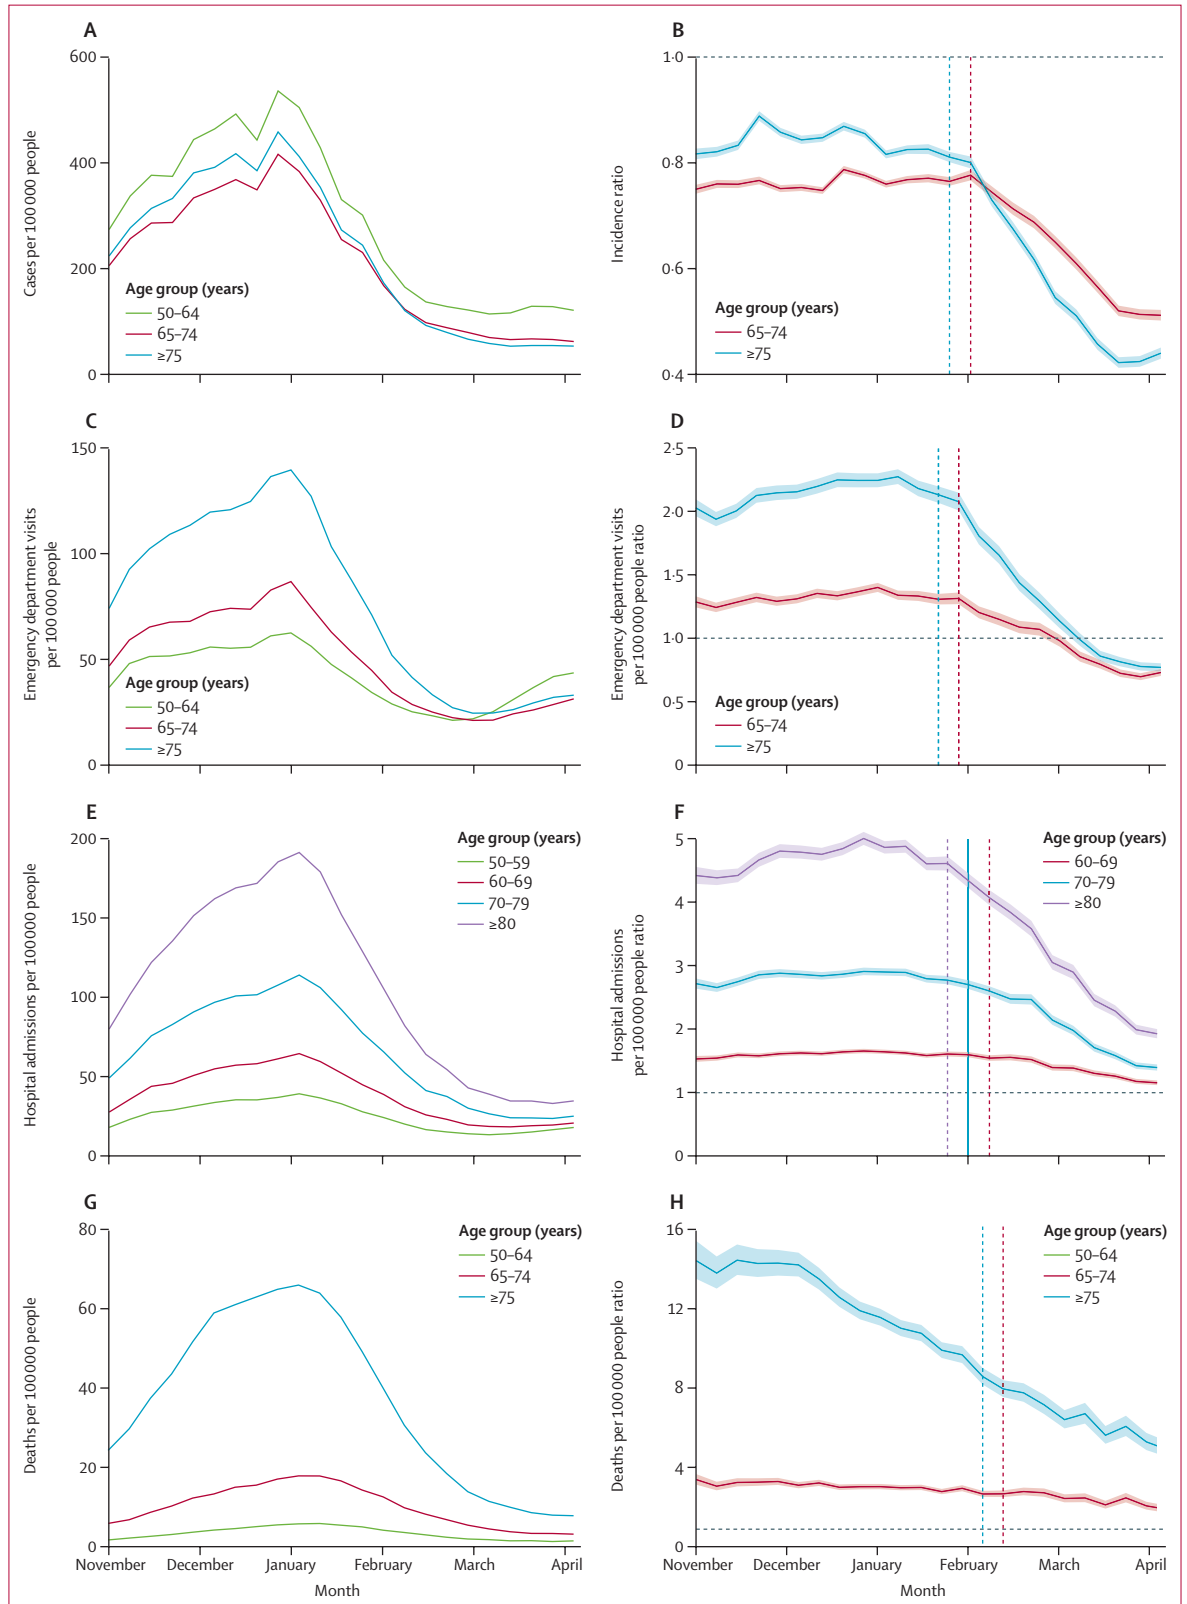 A
600
400
200
0
Cases per 100 000 people
Age group (years)
50–64
65–74
≥75
B
1·0
0·8
0·6
0·4
Incidence ratio
Age group (years)
65–74
≥75
C
150
100
50
0
Emergency department visits
per 100 000 people
Age group (years)
50–64
65–74
≥75
D
2·5
2·0
1·5
1·0
0·5
0
Emergency department visits
per 100 000 people ratio
Age group (years)
65–74
≥75
E
200
150
100
50
0
Hospital admissions per 100 000 people
Age group (years)
50–59
60–69
70–79
≥80
F
5
4
3
2
1
0
Hospital admissions
per 100 000 people ratio
Age group (years)
60–69
70–79
≥80
G
80
60
40
20
0
Deaths per 100 000 people
Age group (years)
50–64
65–74
≥75
November December January February March April
Month
H
16
12
8
4
0
Deaths per 100 000 people ratio
Age group (years)
50–64
65–74
≥75
November December January February March April
Month